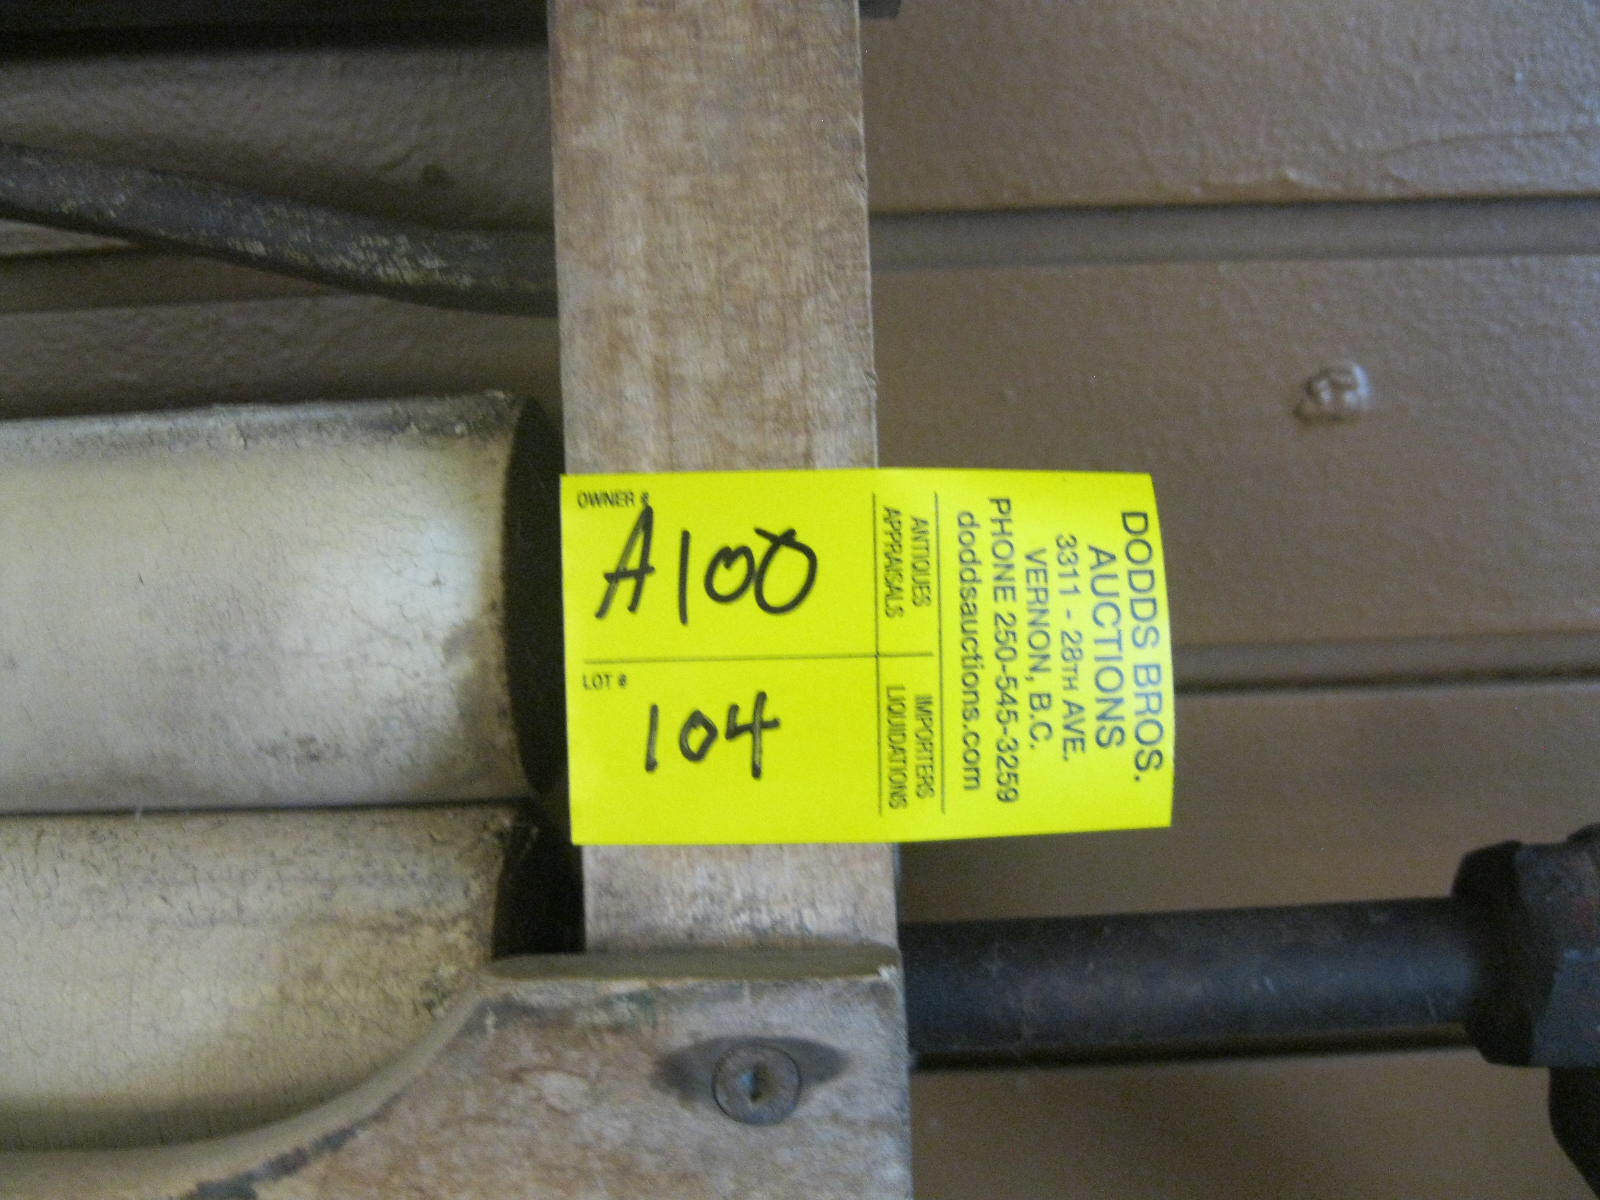 OWNER #
A100
LOT #
104
ANTIQUES
APPRAISALS
IMPORTERS
LIQUIDATIONS
DODDS BROS.
AUCTIONS
3311 - 28TH AVE.
VERNON, B.C.
PHONE 250-545-3259
doddsauctions.com